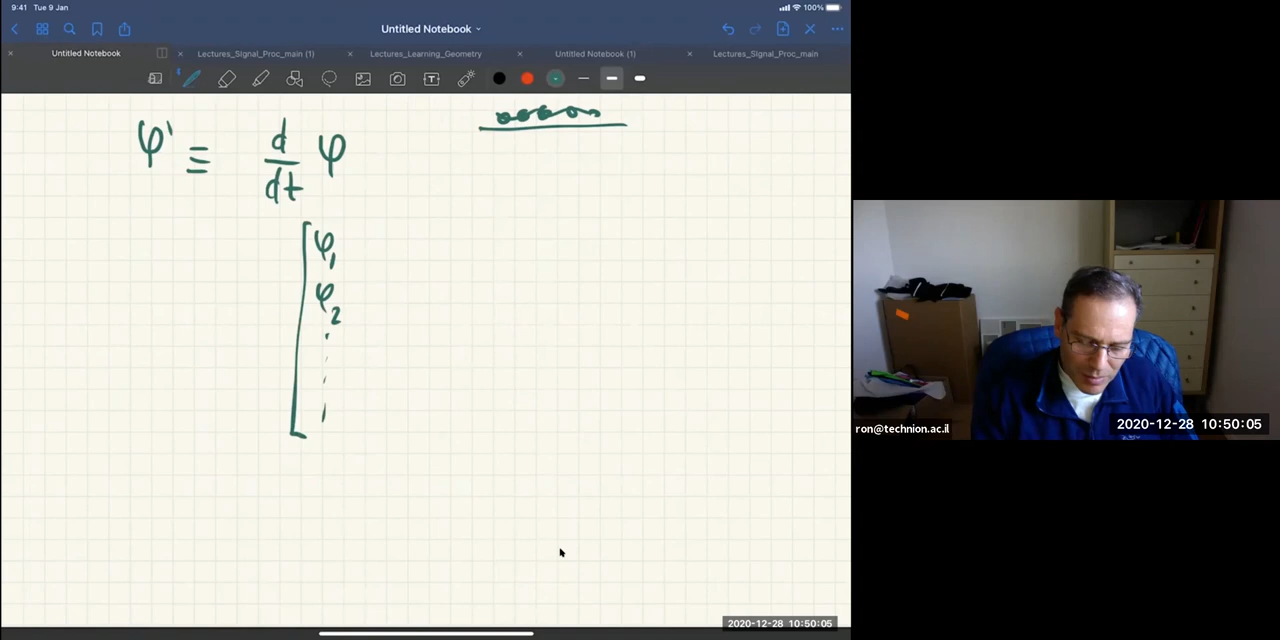 9:41 Tue 9 Jan
100%
Untitled Notebook
Untitled Notebook
Lectures_SIgnal_Proc_main (1)
Lectures_Learning_Geometry
Untitled Notebook (1)
Lectures_SIgnal_Proc_main
T
φ' ≡ d/dt φ
φ1
φ2
ron@technion.ac.il
2020-12-28 10:50:05
2020-12-28 10:50:05